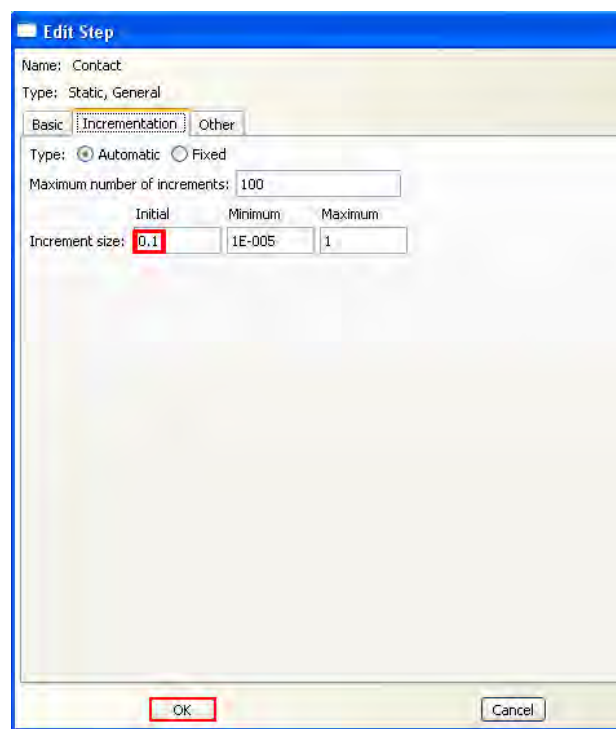 Edit Step
Name: Contact
Type: Static, General
Basic Incrementation Other
Type: Automatic Fixed
Maximum number of increments: 100
Initial Minimum Maximum
Increment size: 0.1 1E-005 1
OK Cancel